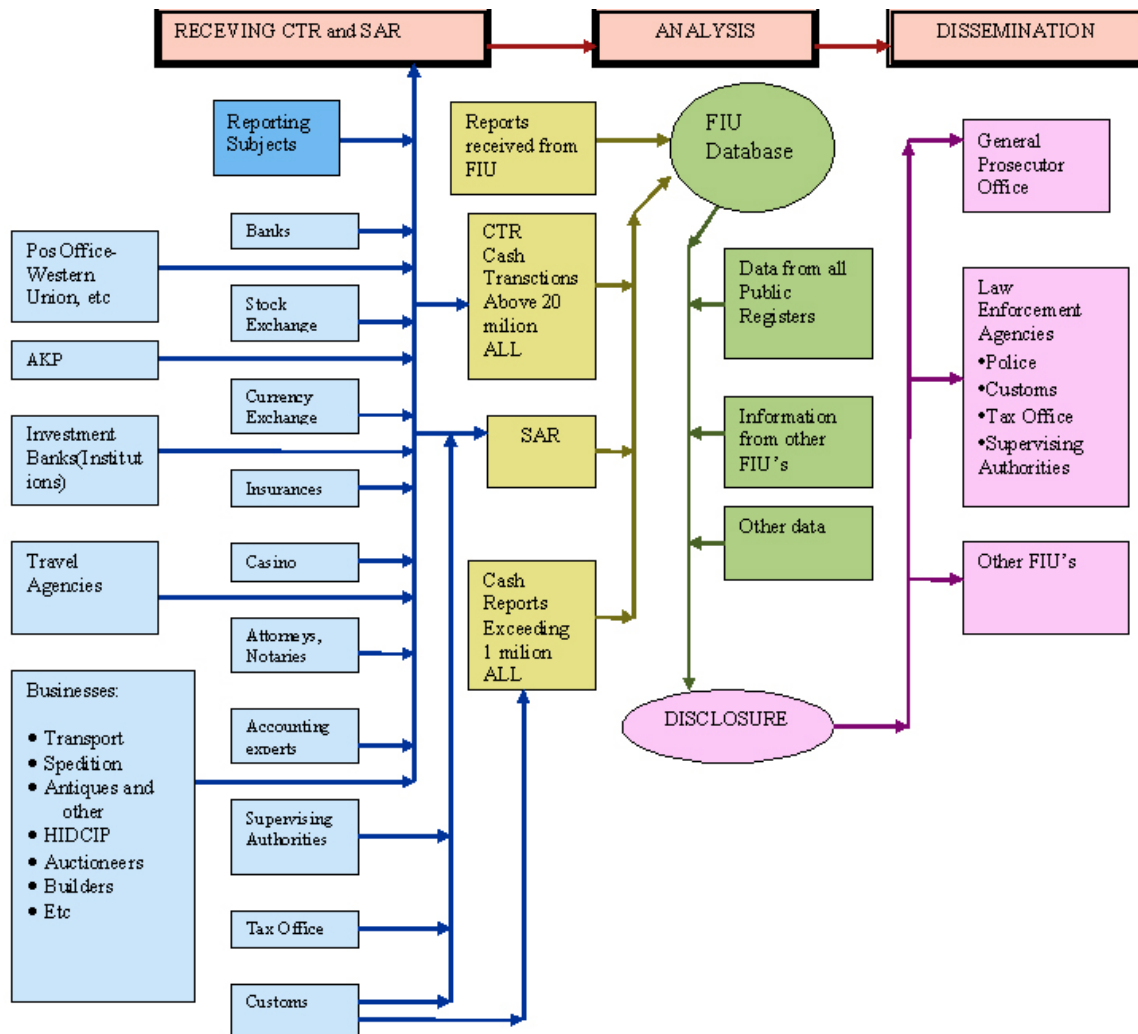 RECEVING CTR and SAR
ANALYSIS
DISSEMINATION
Reporting
Subjects
Banks
Pos Office-
Western
Union, etc
Stock
Exchange
AKP
Currency
Exchange
Investment
Banks(Institut
ions)
Insurances
Travel
Agencies
Casino
Attorneys,
Notaries
Businesses:
• Transport
• Spedition
• Antiques and
other
• HIDCIP
• Auctioneers
• Builders
• Etc
Accounting
experts
Supervising
Authorities
Tax Office
Customs
Reports
received from
FIU
CTR
Cash
Transctions
Above 20
milion
ALL
SAR
Cash
Reports
Exceeding
1 milion
ALL
FIU
Database
Data from all
Public
Registers
Information
from other
FIU's
Other data
DISCLOSURE
General
Prosecutor
Office
Law
Enforcement
Agencies
•Police
•Customs
•Tax Office
•Supervising
Authorities
Other FIU's